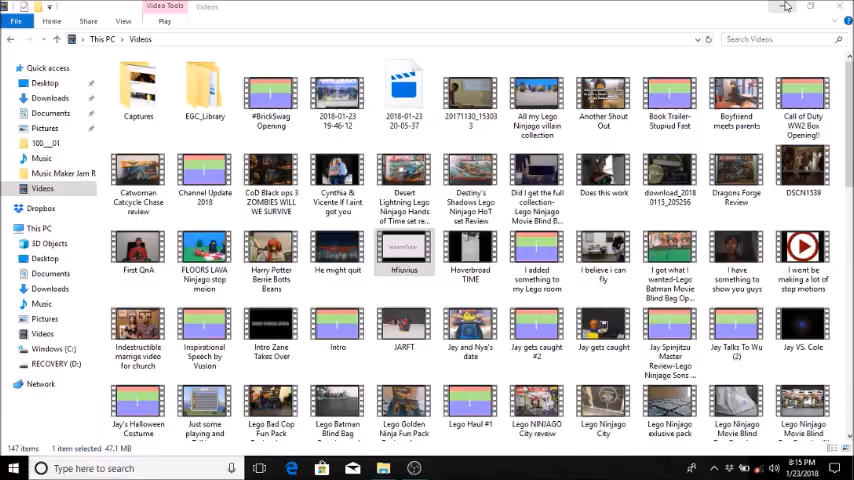 Video Tools
Videos
File
Home
Share
View
Play
This PC
Videos
Search Videos
Quick access
Desktop
Downloads
Documents
Pictures
100___01
Music
Music Maker Jam R
Videos
Dropbox
This PC
3D Objects
Desktop
Documents
Downloads
Music
Pictures
Videos
Windows (C:)
RECOVERY (D:)
Network
Captures
EGC_Library
#BrickSwag
Opening
2018-01-23
19-46-12
2018-01-23
20-05-37
20171130_15303
3
All my Lego
Ninjago villain
collection
Another Shout
Out
Book Trailer-
Stupiud Fast
Boyfriend
meets parents
Call of Duty
WW2 Box
Opening!!
Catwoman
Catcycle Chase
review
Channel Update
2018
CoD Black ops 3
ZOMBIES WILL
WE SURVIVE
Cynthia &
Vicente If I aint
got you
Desert
Lightning Lego
Ninjago Hands
of Time set re...
Destiny's
Shadows Lego
Ninjago HoT
set Review
Did I get the full
collection-
Lego Ninjago
Movie Blind B...
Does this work
download_2018
0115_205256
Dragons Forge
Review
DSCN1539
First QnA
FLOORS LAVA
Ninjago stop
moion
Harry Potter
Berrie Botts
Beans
He might quit
hfiuvius
Hoverbroad
TIME
I added
something to
my Lego room
I believe i can
fly
I got what I
wanted-Lego
Batman Movie
Blind Bag Op...
I have
something to
show you guys
I wont be
making a lot of
stop motions
Indestructible
marrige video
for church
Inspirational
Speech by
Vusion
Intro Zane
Takes Over
Intro
JARFT
Jay and Nya's
date
Jay gets caught
#2
Jay gets caught
Jay Spinjitzu
Master
Review-Lego
Ninjago Sons ...
Jay Talks To Wu
(2)
Jay VS. Cole
Jay's Halloween
Costume
Just some
playing and
Lego Bad Cop
Fun Pack
Lego Batman
Blind Bag
Lego Golden
Ninja Fun Pack
Lego Haul #1
Lego NINJAGO
City reveiw
Lego Ninjago
City
Lego Ninjago
exlusive pack
Lego Ninjago
Movie Blind
Lego Ninjago
Movie Blind
147 items
1 item selected 47.1 MB
Type here to search
8:15 PM
1/23/2018